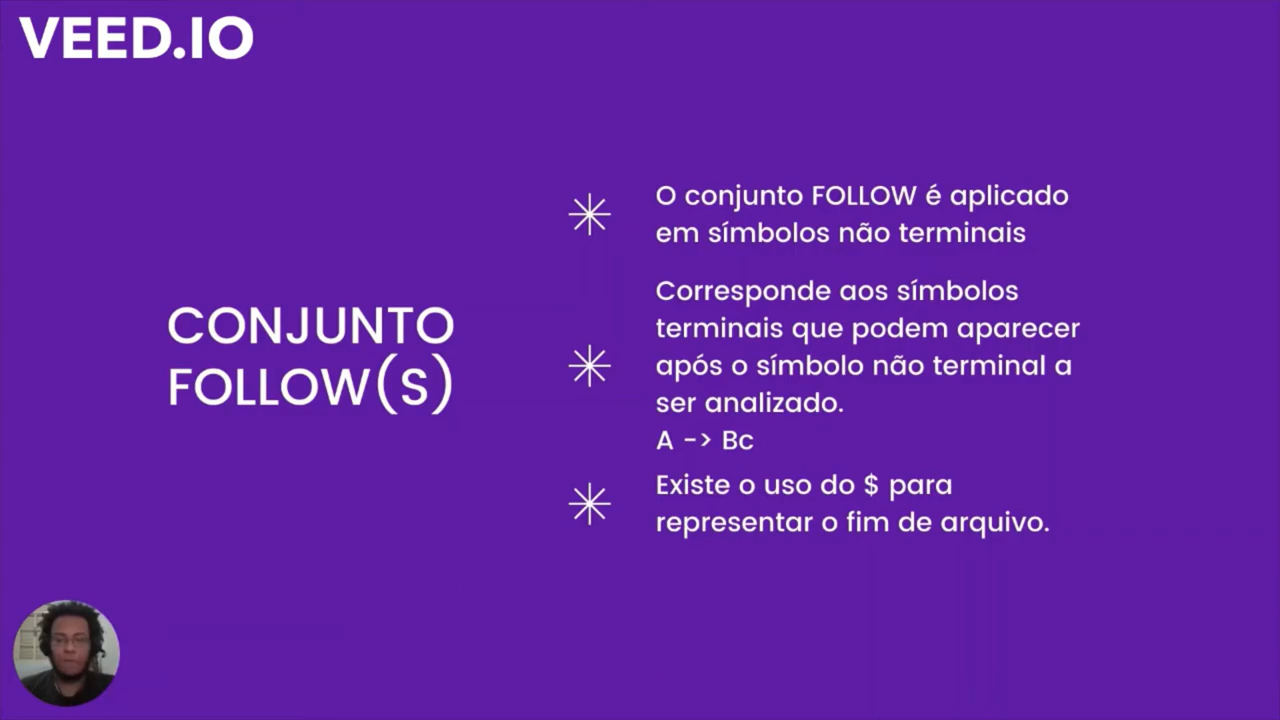 VEED.IO
CONJUNTO
FOLLOW(S)
O conjunto FOLLOW é aplicado
em símbolos não terminais
Corresponde aos símbolos
terminais que podem aparecer
após o símbolo não terminal a
ser analizado.
A -> Bc
Existe o uso do $ para
representar o fim de arquivo.